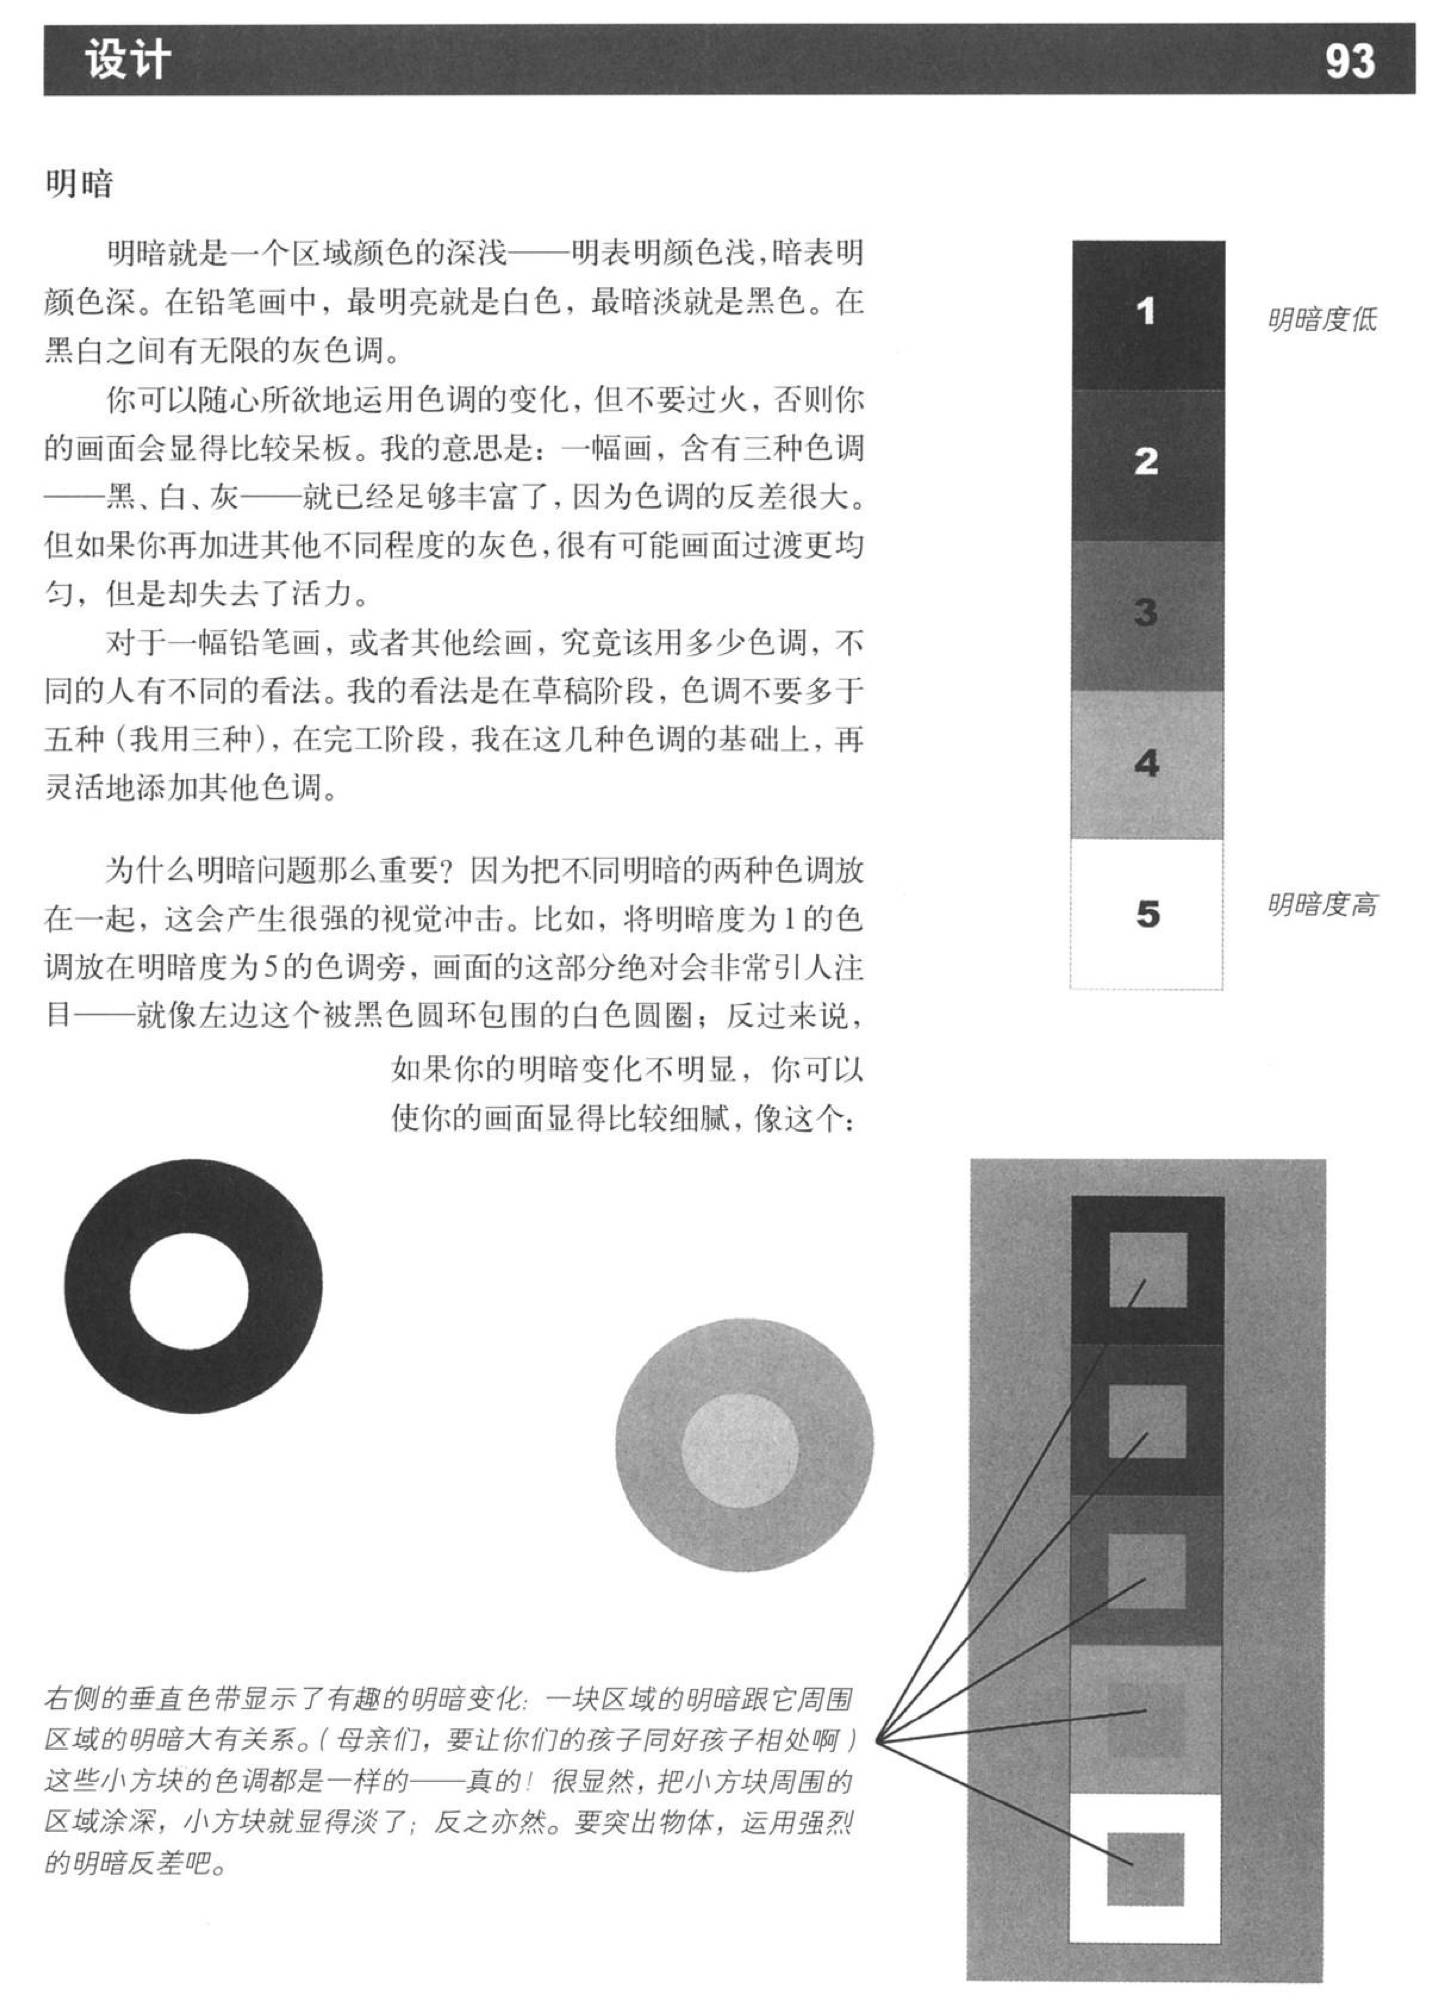 设计
93
明暗
明暗就是一个区域颜色的深浅——明表明颜色浅，暗表明
颜色深。在铅笔画中，最明亮就是白色，最暗淡就是黑色。在
黑白之间有无限的灰色调。
你可以随心所欲地运用色调的变化，但不要过火，否则你
的画面会显得比较呆板。我的意思是：一幅画，含有三种色调
——黑、白、灰——就已经足够丰富了，因为色调的反差很大。
但如果你再加进其他不同程度的灰色，很有可能画面过渡更均
匀，但是却失去了活力。
对于一幅铅笔画，或者其他绘画，究竟该用多少色调，不
同的人有不同的看法。我的看法是在草稿阶段，色调不要多于
五种（我用三种），在完工阶段，我在这几种色调的基础上，再
灵活地添加其他色调。
为什么明暗问题那么重要？因为把不同明暗的两种色调放
在一起，这会产生很强的视觉冲击。比如，将明暗度为1的色
调放在明暗度为5的色调旁，画面的这部分绝对会非常引人注
目——就像左边这个被黑色圆环包围的白色圆圈；反过来说，
如果你的明暗变化不明显，你可以
使你的画面显得比较细腻，像这个：
1
明暗度低
2
3
4
5
明暗度高
右侧的垂直色带显示了有趣的明暗变化：一块区域的明暗跟它周围
区域的明暗大有关系。（母亲们，要让你们的孩子同好孩子相处啊）
这些小方块的色调都是一样的——真的！很显然，把小方块周围的
区域涂深，小方块就显得淡了；反之亦然。要突出物体，运用强烈
的明暗反差吧。